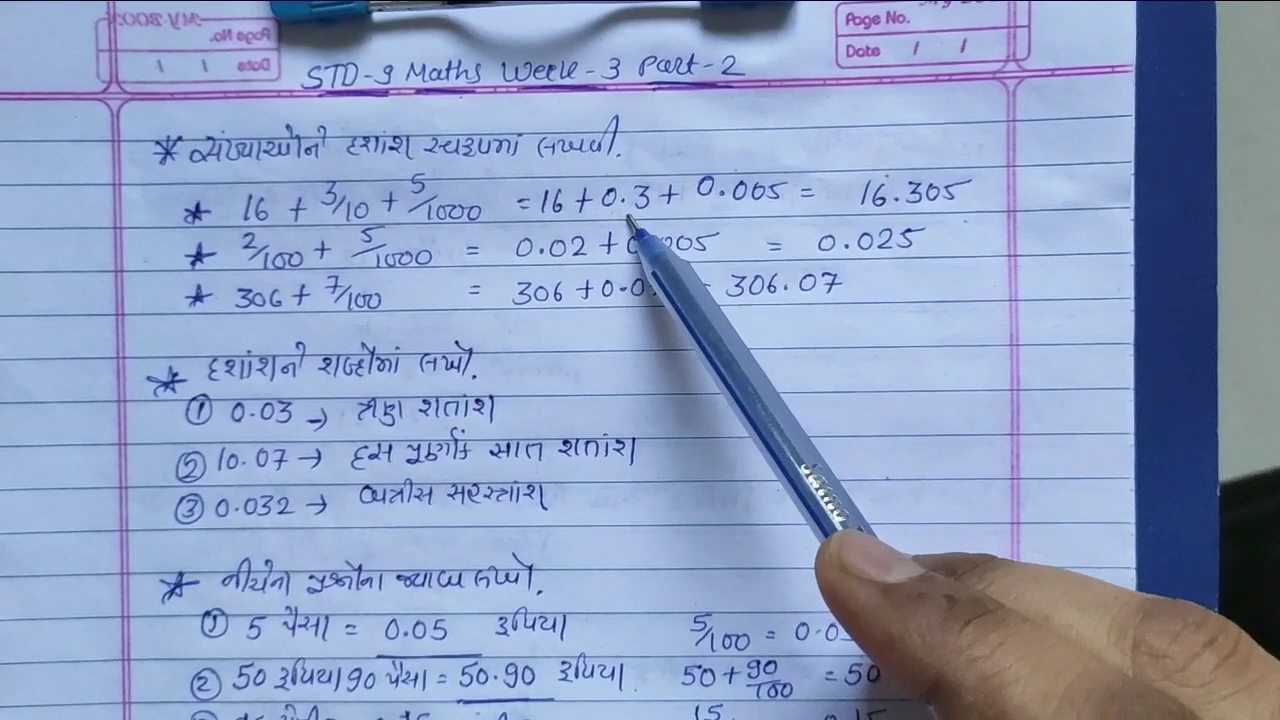 Page No.
Date / /
STD-9 Maths Week-3 Part-2
* સંખ્યાઓને દશાંશ સ્વરૂપમાં લખવી.
* 16 + 3/10 + 5/1000 = 16 + 0.3 + 0.005 = 16.305
* 2/100 + 5/1000 = 0.02 + 0.005 = 0.025
* 306 + 7/100 = 306 + 0.0 = 306.07
* દશાંશને શબ્દોમાં લખો.
① 0.03 → ત્રણ શતાંશ
② 10.07 → દસ પૂર્ણાંક સાત શતાંશ
③ 0.032 → બત્રીસ સહસ્ત્રાંશ
* નીચેના પ્રશ્નોના જવાબ લખો.
① 5 પૈસા = 0.05 રૂપિયા 5/100 = 0.0
② 50 રૂપિયા 90 પૈસા = 50.90 રૂપિયા. 50 + 90/100 = 50
15